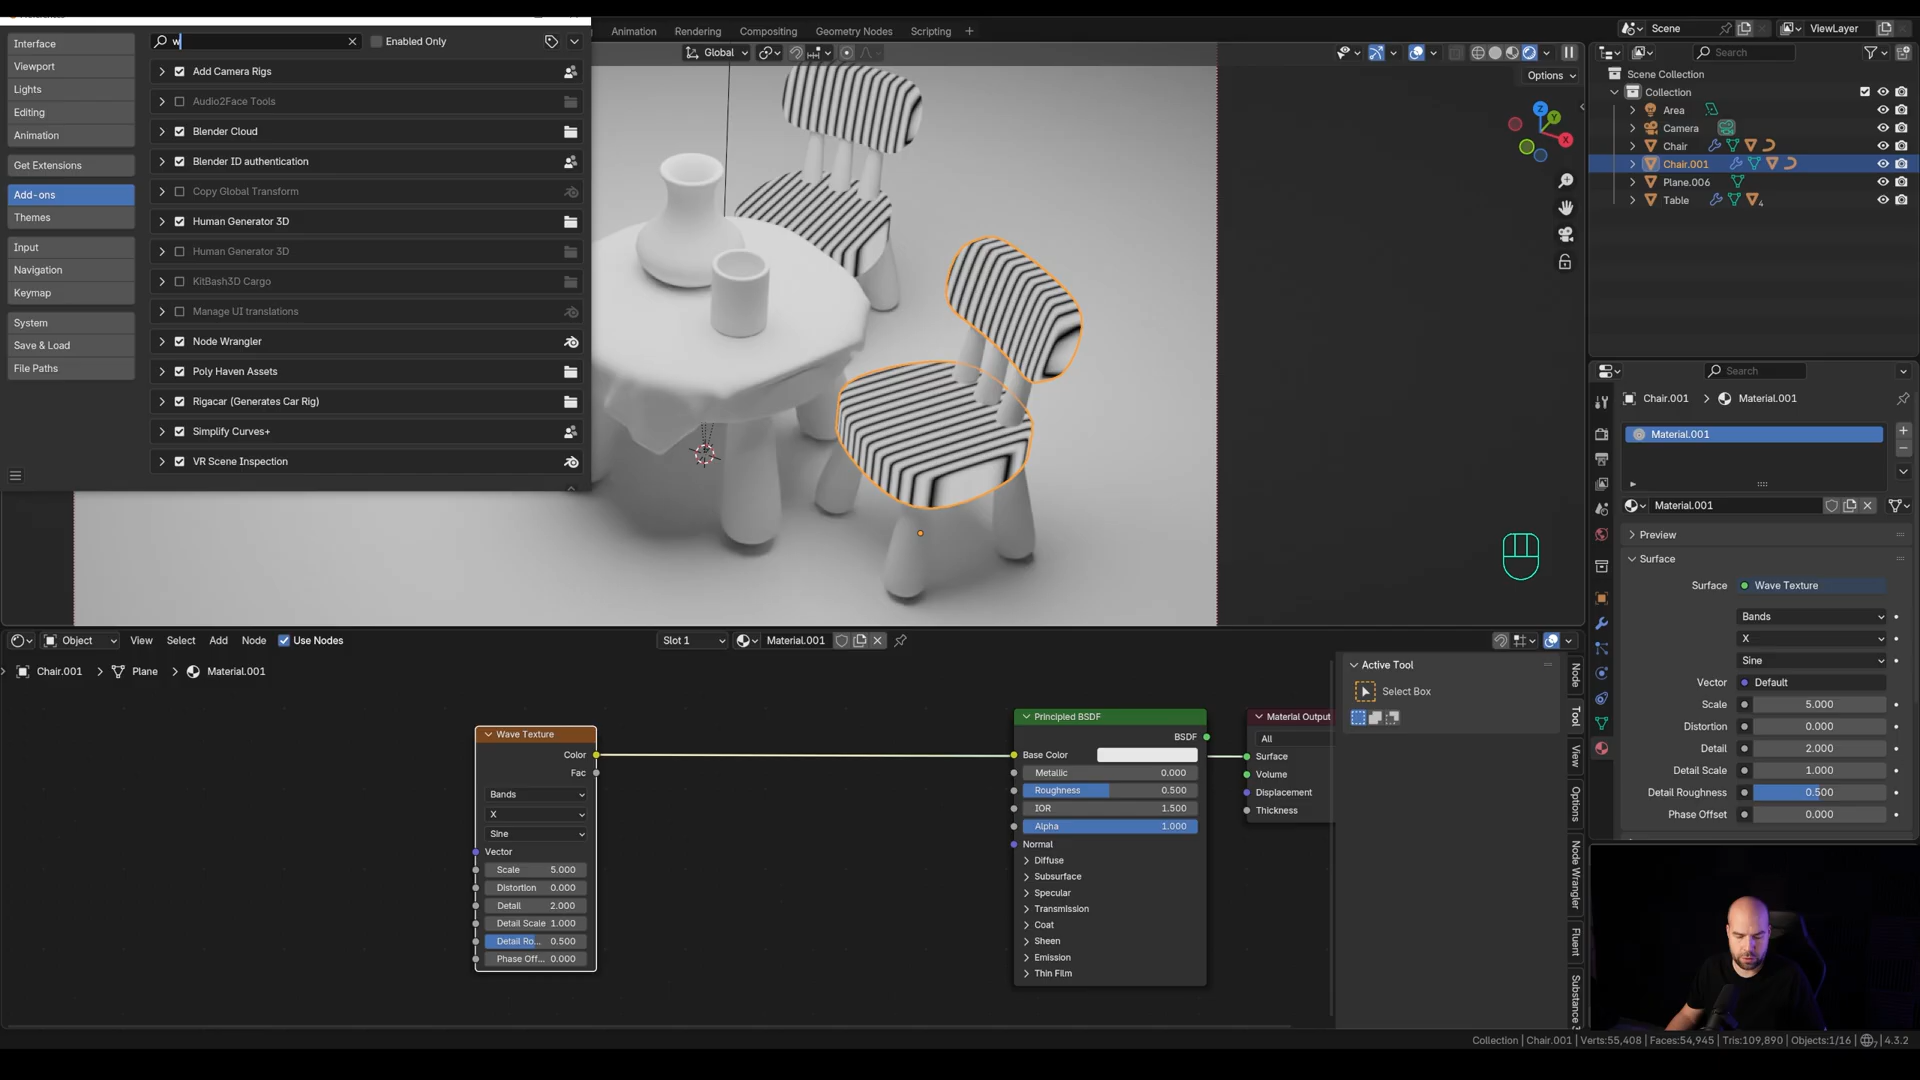 Animation Rendering Compositing Geometry Nodes Scripting +
Scene ViewLayer
Interface
Viewport
Lights
Editing
Animation
Get Extensions
Add-ons
Themes
Input
Navigation
Keymap
System
Save & Load
File Paths
w
Enabled Only
Add Camera Rigs
Audio2Face Tools
Blender Cloud
Blender ID authentication
Copy Global Transform
Human Generator 3D
Human Generator 3D
KitBash3D Cargo
Manage UI translations
Node Wrangler
Poly Haven Assets
Rigacar (Generates Car Rig)
Simplify Curves+
VR Scene Inspection
Global
Options
Z
Y
X
Search
Scene Collection
Collection
Area
Camera
Chair
Chair.001
Plane.006
Table
4
Search
Chair.001 > Material.001
Material.001
Material.001
Preview
Surface
Surface Wave Texture
Bands
X
Sine
Vector Default
Scale 5.000
Distortion 0.000
Detail 2.000
Detail Scale 1.000
Detail Roughness 0.500
Phase Offset 0.000
Object View Select Add Node Use Nodes Slot 1 Material.001
Chair.001 > Plane > Material.001
Wave Texture
Color
Fac
Bands
X
Sine
Vector
Scale 5.000
Distortion 0.000
Detail 2.000
Detail Scale 1.000
Detail Ro... 0.500
Phase Off... 0.000
Principled BSDF
BSDF
Base Color
Metallic 0.000
Roughness 0.500
IOR 1.500
Alpha 1.000
Normal
Diffuse
Subsurface
Specular
Transmission
Coat
Sheen
Emission
Thin Film
Material Output
All
Surface
Volume
Displacement
Thickness
Active Tool
Select Box
Node
Tool
View
Options
Node Wrangler
Fluent
Substance 3
Collection | Chair.001 | Verts:55,408 | Faces:54,945 | Tris:109,890 | Objects:1/16 | 4.3.2